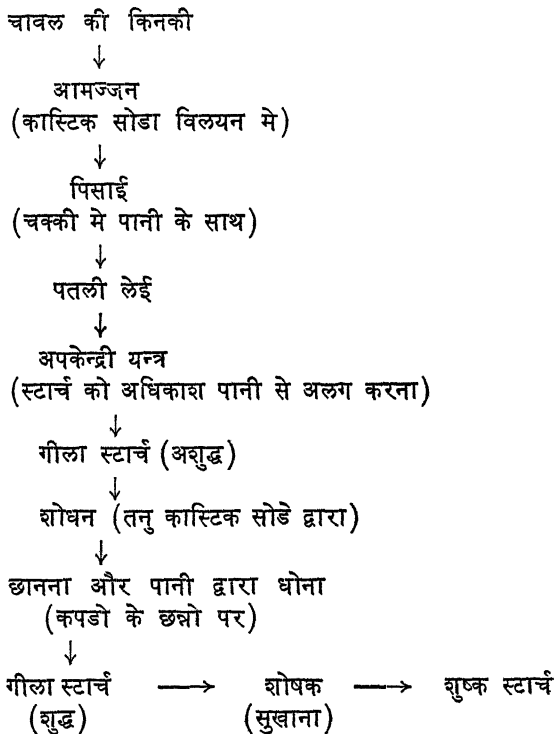 चावल की किनकी
↓
आमज्जन
(कास्टिक सोडा विलयन मे)
↓
पिसाई
(चक्की मे पानी के साथ)
↓
पतली लेई
↓
अपकेन्द्री यन्त्र
(स्टार्च को अधिकाश पानी से अलग करना)
↓
गीला स्टार्च (अशुद्ध)
↓
शोधन (तनु कास्टिक सोडे द्वारा)
↓
छानना और पानी द्वारा धोना
(कपडो के छन्नो पर)
↓
गीला स्टार्च → शोषक → शुष्क स्टार्च
(शुद्ध) (सुखाना)